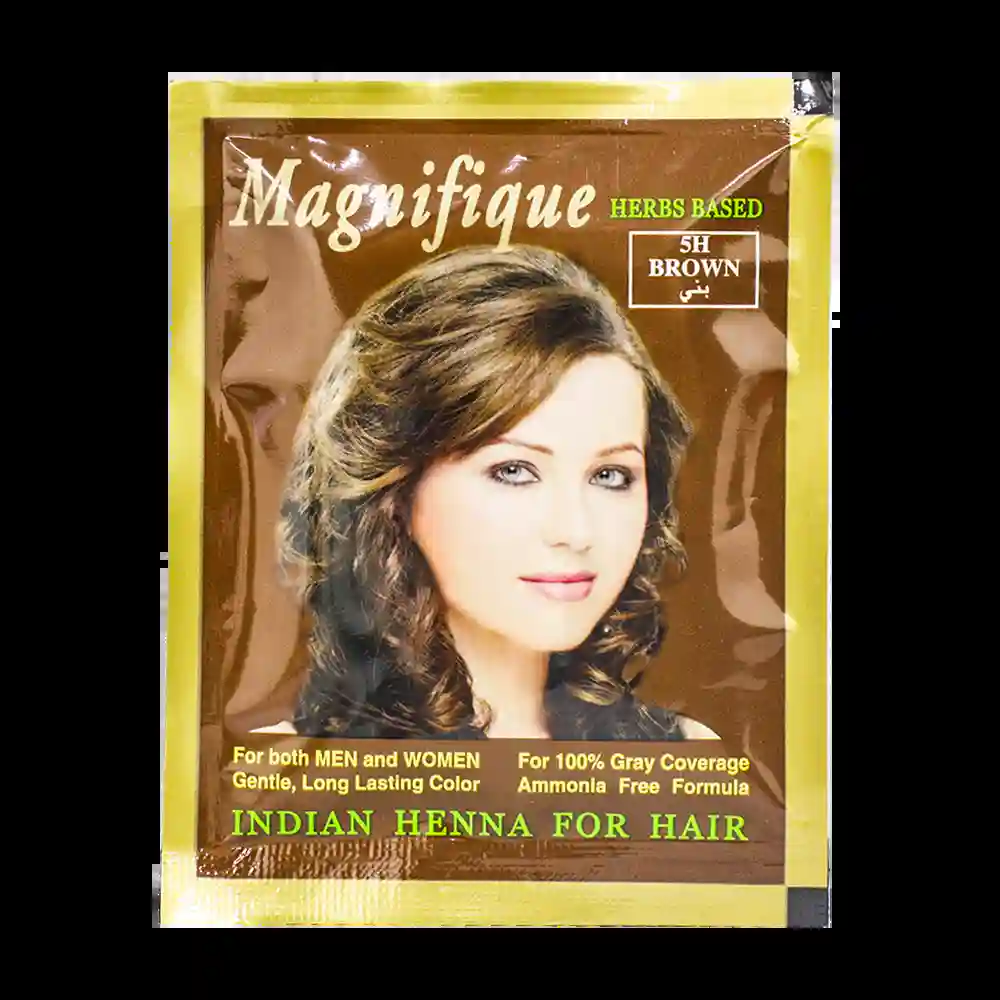 Magnifique
HERBS BASED
5H
BROWN
بني
For both MEN and WOMEN
Gentle, Long Lasting Color
For 100% Gray Coverage
Ammonia Free Formula
INDIAN HENNA FOR HAIR